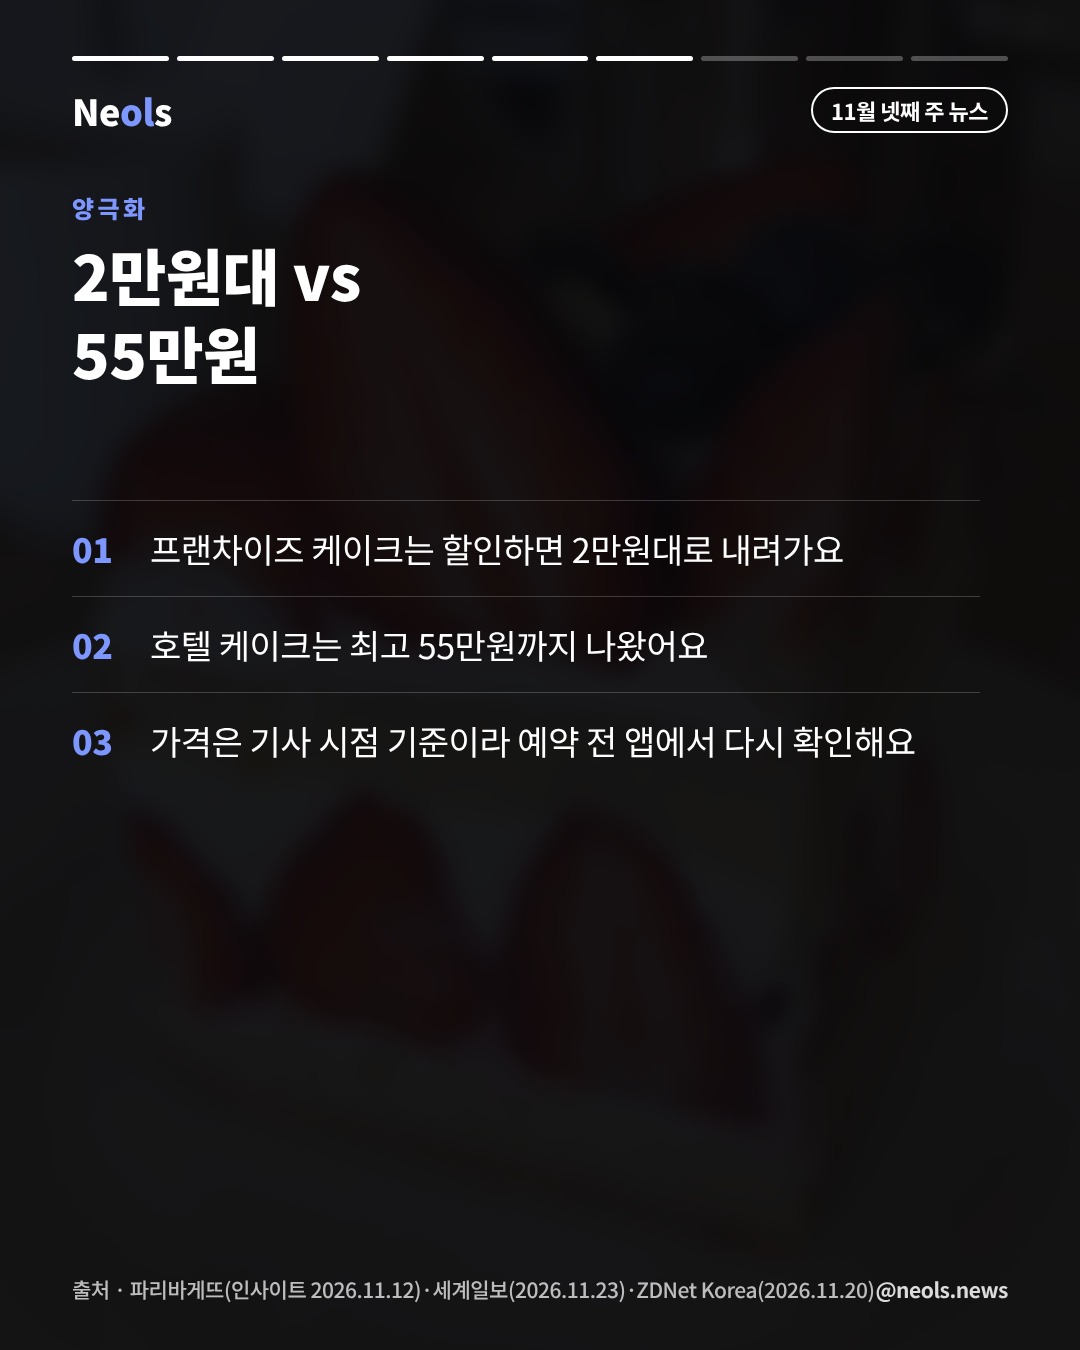 Neols
11월 넷째 주 뉴스
양극화
2만원대 vs
55만원
01 프랜차이즈 케이크는 할인하면 2만원대로 내려가요
02 호텔 케이크는 최고 55만원까지 나왔어요
03 가격은 기사 시점 기준이라 예약 전 앱에서 다시 확인해요
출처 · 파리바게뜨(인사이트 2026.11.12)·세계일보(2026.11.23)·ZDNet Korea(2026.11.20)@neols.news